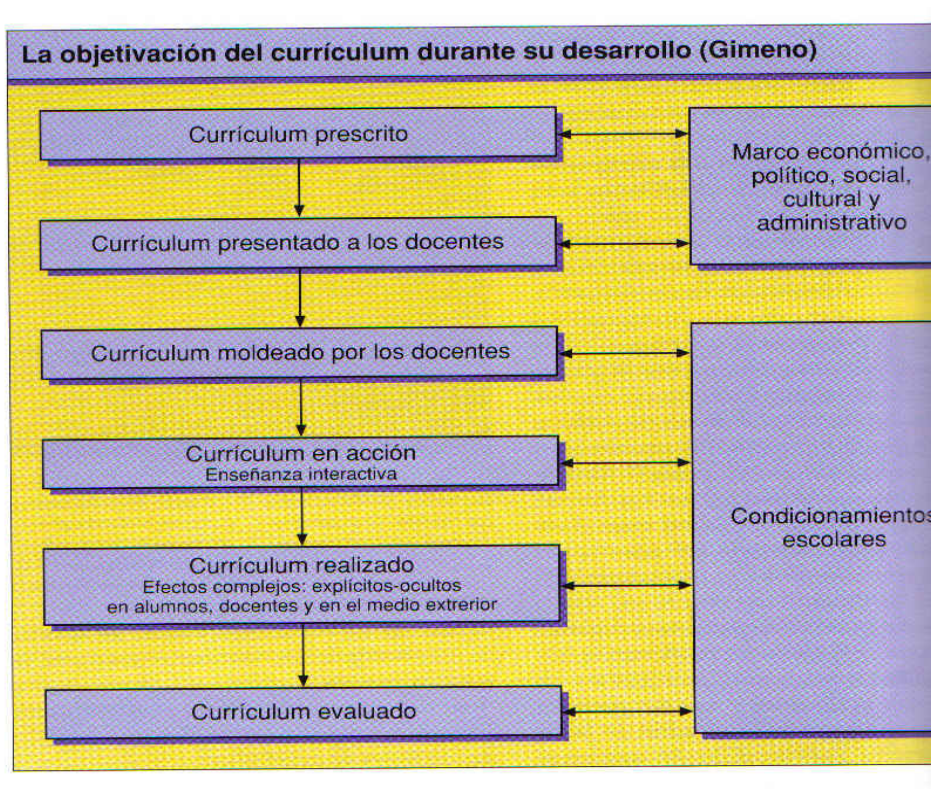 La objetivación del currículum durante su desarrollo (Gimeno)
Currículum prescrito
Marco económico,
político, social,
cultural y
administrativo
Currículum presentado a los docentes
Currículum moldeado por los docentes
Currículum en acción
Enseñanza interactiva
Condicionamientos
escolares
Currículum realizado
Efectos complejos: explícitos-ocultos
en alumnos, docentes y en el medio extrerior
Currículum evaluado